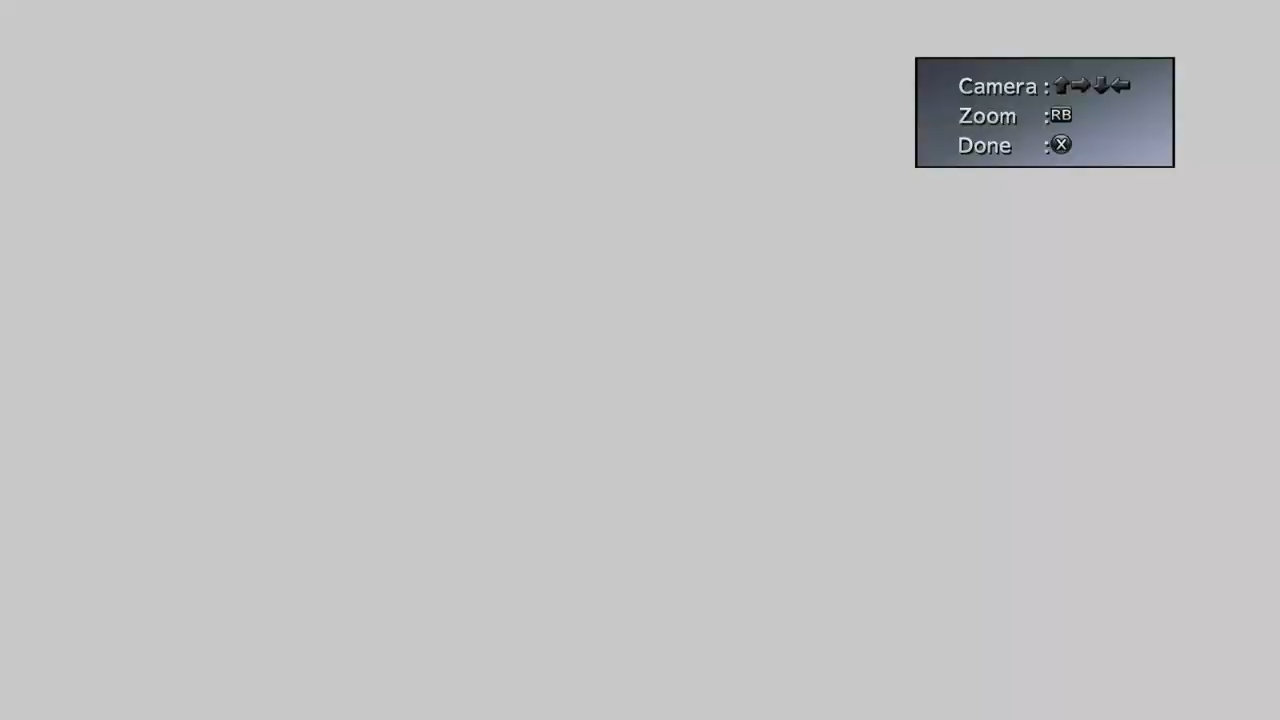 Camera :⬆➡⬇⬅
Zoom :RB
Done :X